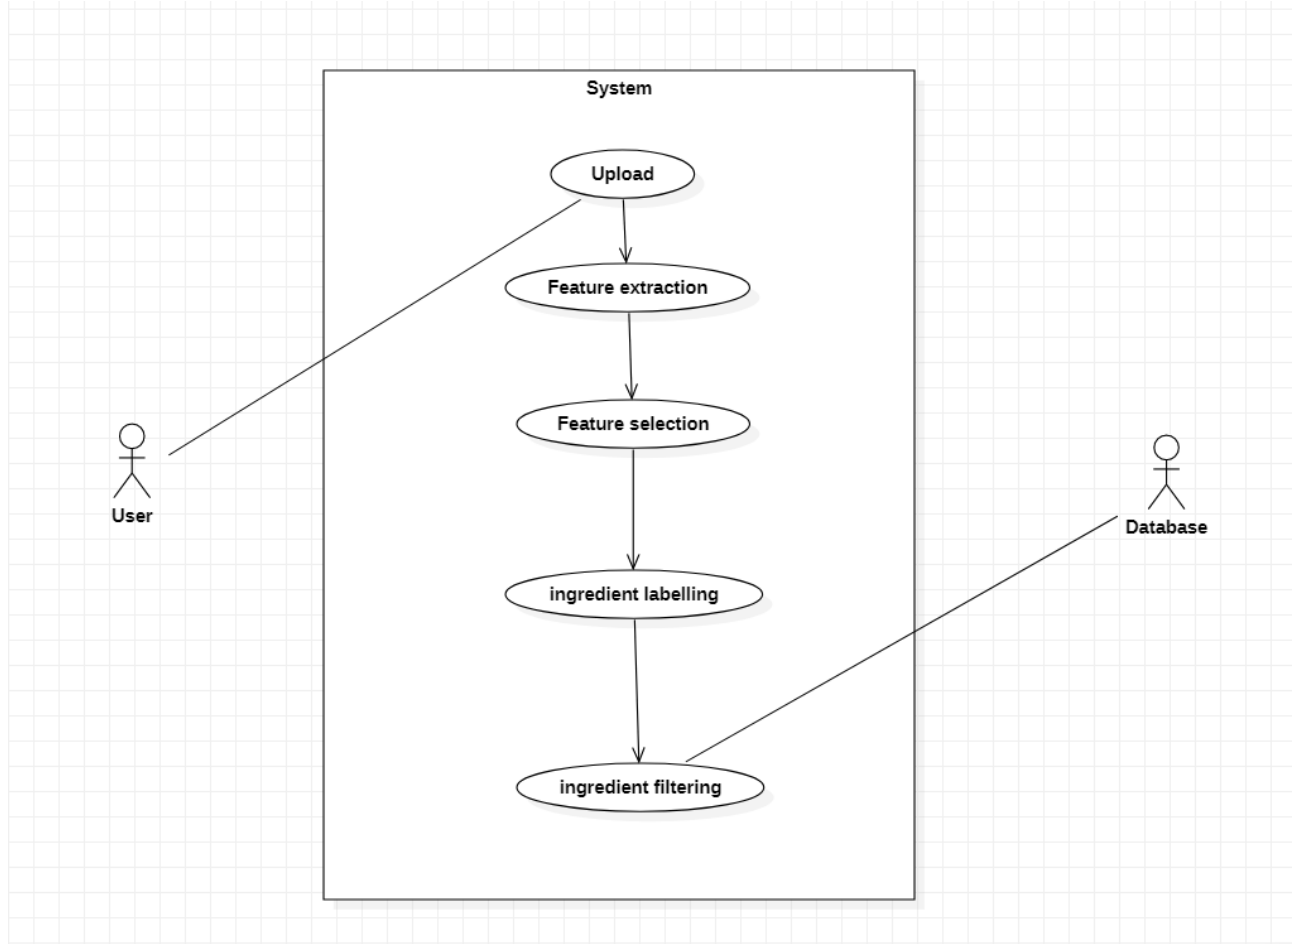 System
Upload
Feature extraction
Feature selection
User
Database
ingredient labelling
ingredient filtering